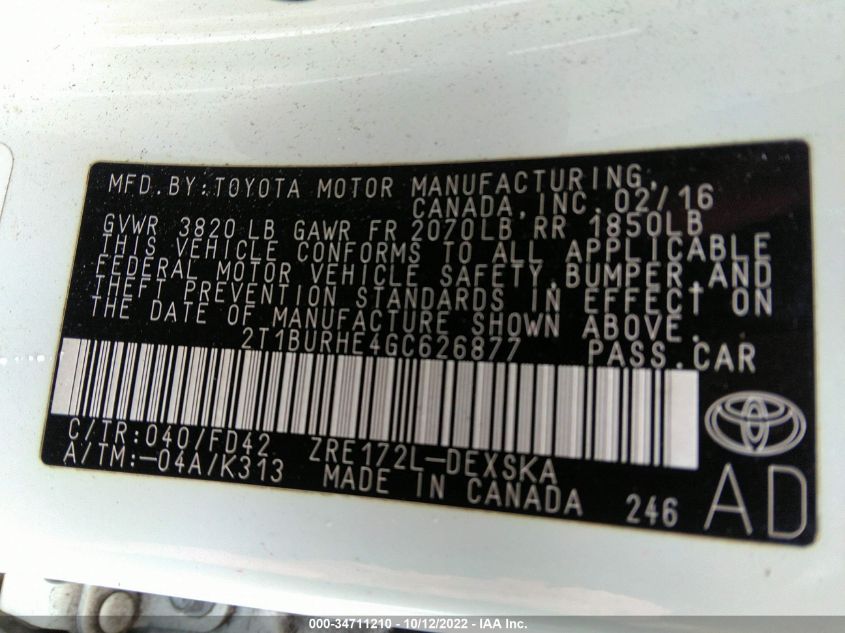 MFD.BY:TOYOTA MOTOR MANUFACTURING,
CANADA,INC.02/16
GVWR 3820 LB GAWR FR 2070LB RR 1850LB
THIS VEHICLE CONFORMS TO ALL APPLICABLE
FEDERAL MOTOR VEHICLE SAFETY,BUMPER,AND
THEFT PREVENTION STANDARDS IN EFFECT ON
THE DATE OF MANUFACTURE SHOWN ABOVE.
2T1BURHE4GC626877 PASS.CAR
C/TR:040/FD42 ZRE172L-DEXSKA
A/TM:-04A/K313 MADE IN CANADA 246 AD
000-34711210 - 10/12/2022 - IAA Inc.